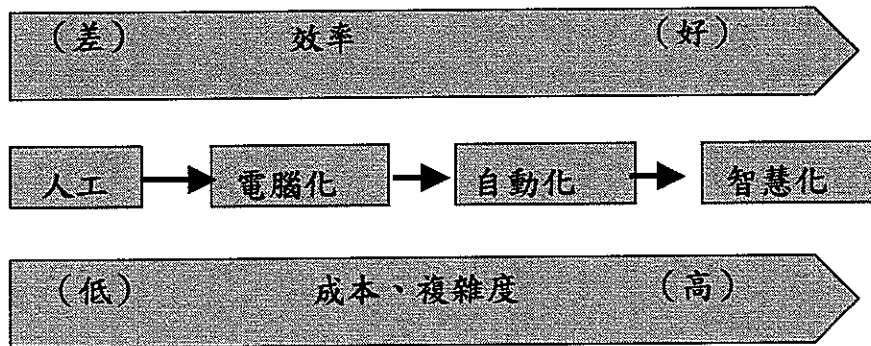 （差） 效率 （好）
人工 電腦化 自動化 智慧化
（低） 成本、複雜度 （高）